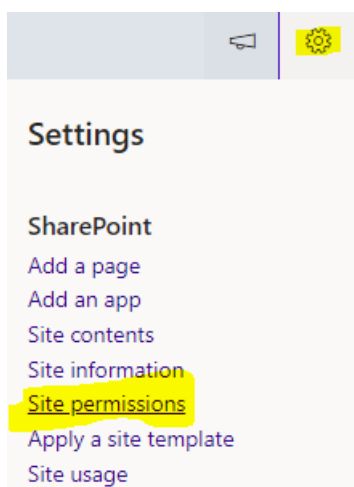 Settings
SharePoint
Add a page
Add an app
Site contents
Site information
Site permissions
Apply a site template
Site usage